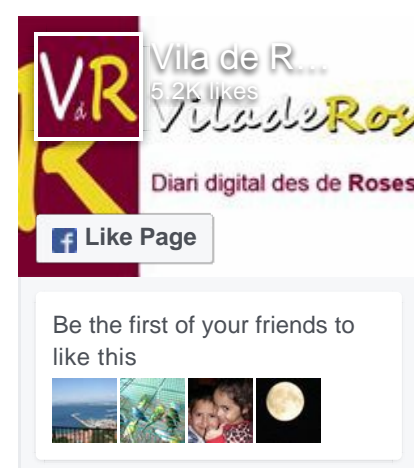 VdR
Vila de R...
5.2K likes
ViladeRos
Diari digital des de Roses
Like Page
Be the first of your friends to
like this